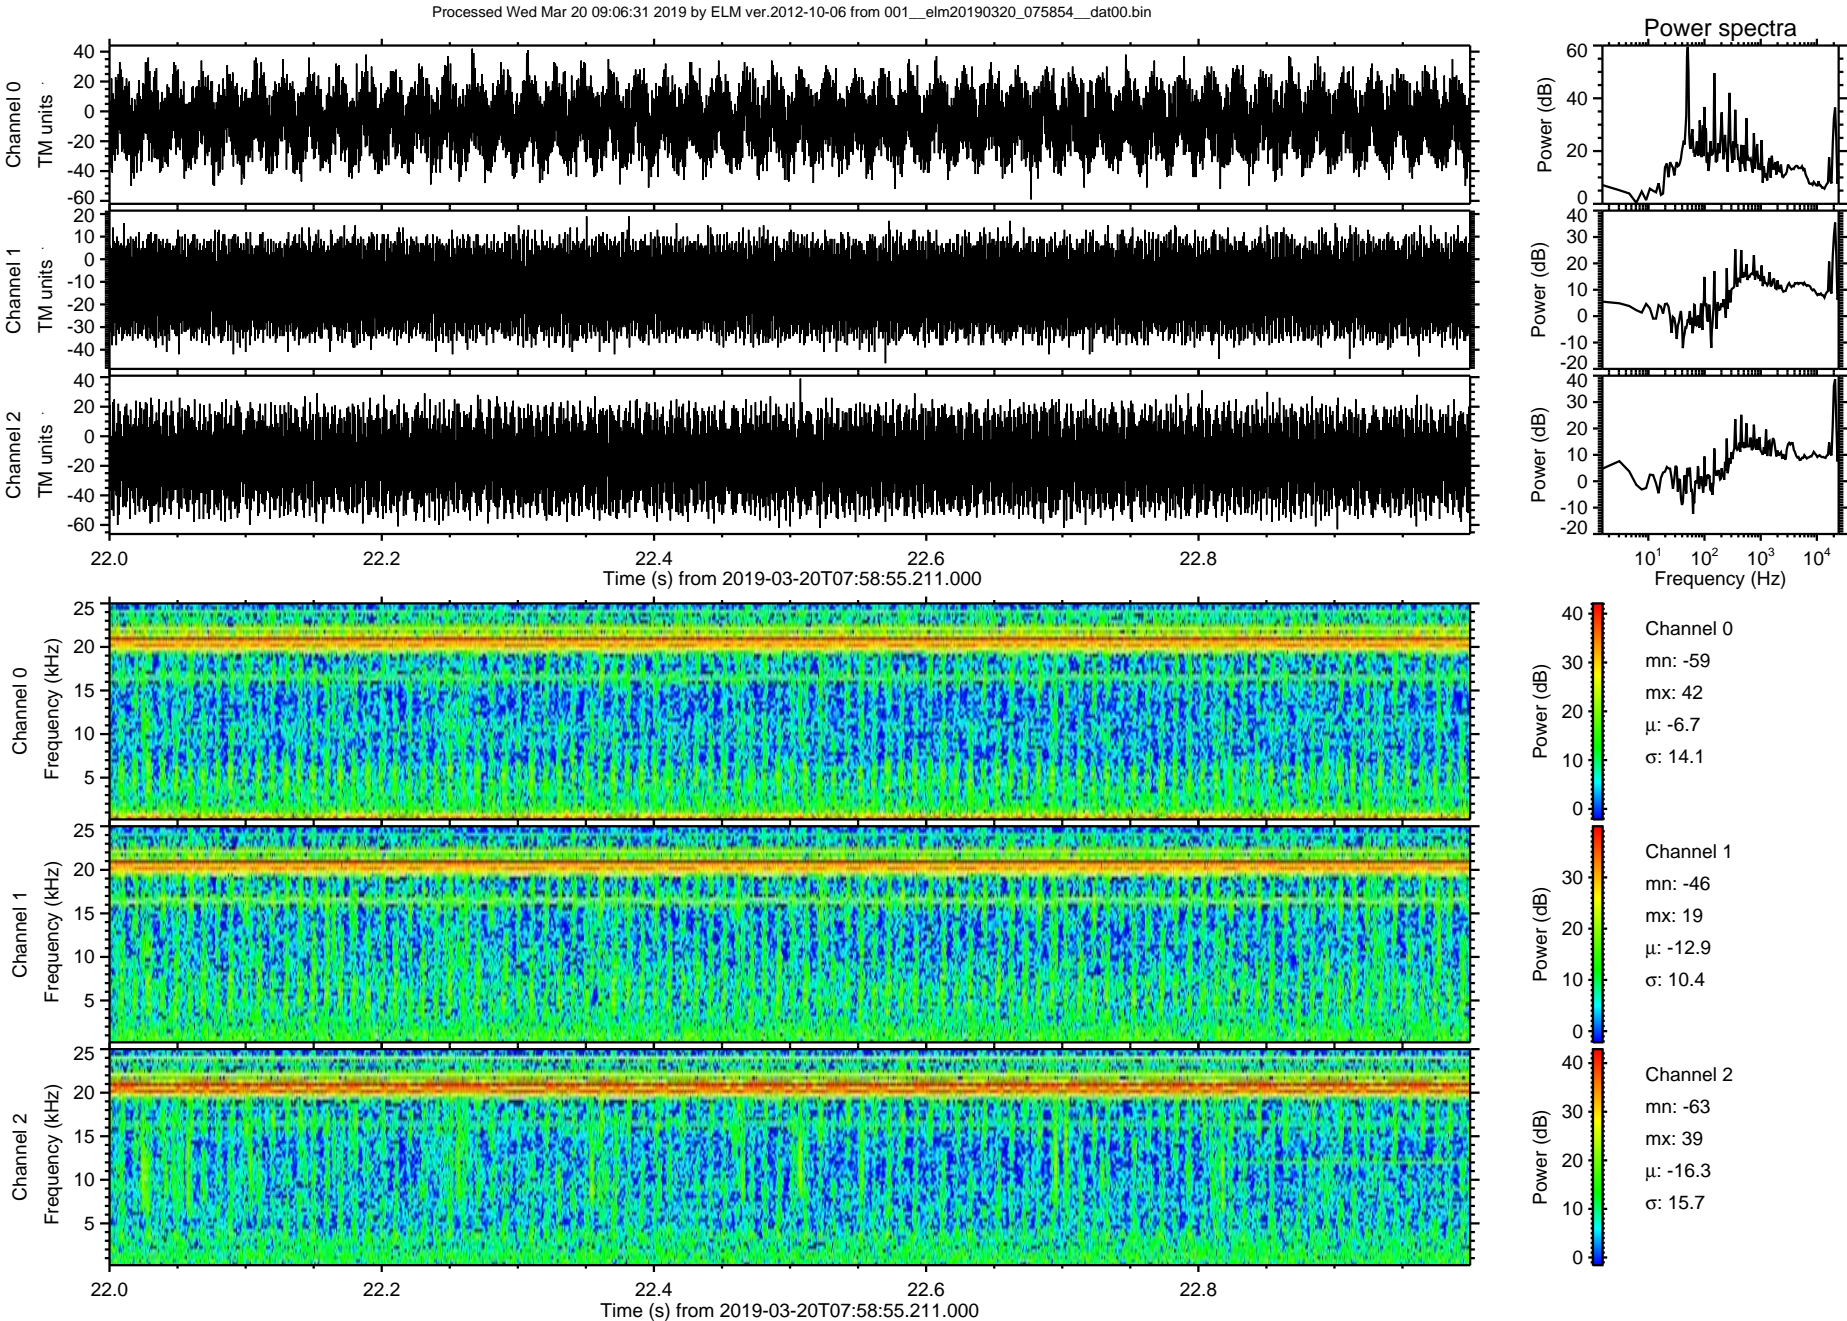 Processed Wed Mar 20 09:06:31 2019 by ELM ver.2012-10-06 from 001__elm20190320_075854__dat00.bin
Power spectra
Channel 0
TM units
40
20
0
-20
-40
-60
Power (dB)
60
40
20
0
Channel 1
TM units
20
10
0
-10
-20
-30
-40
Power (dB)
40
30
20
10
0
-10
-20
Channel 2
TM units
40
20
0
-20
-40
-60
Power (dB)
40
30
20
10
0
-10
-20
22.0 22.2 22.4 22.6 22.8
Time (s) from 2019-03-20T07:58:55.211.000
10¹ 10² 10³ 10⁴
Frequency (Hz)
Channel 0
Frequency (kHz)
25
20
15
10
5
Power (dB)
40
30
20
10
0
Channel 0
mn: -59
mx: 42
μ: -6.7
σ: 14.1
Channel 1
Frequency (kHz)
25
20
15
10
5
Power (dB)
30
20
10
0
Channel 1
mn: -46
mx: 19
μ: -12.9
σ: 10.4
Channel 2
Frequency (kHz)
25
20
15
10
5
Power (dB)
40
30
20
10
0
Channel 2
mn: -63
mx: 39
μ: -16.3
σ: 15.7
22.0 22.2 22.4 22.6 22.8
Time (s) from 2019-03-20T07:58:55.211.000